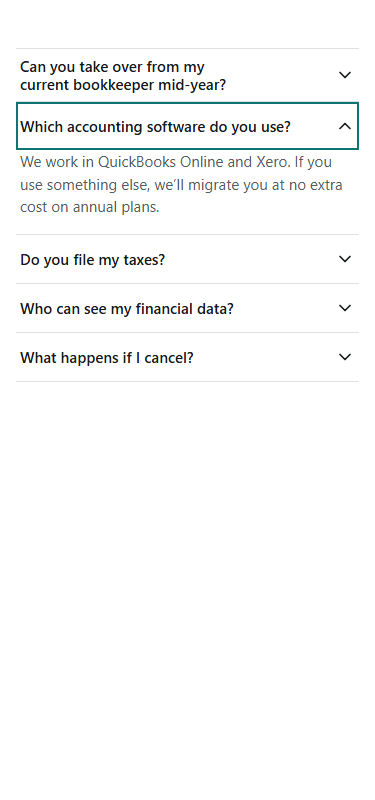 Can you take over from my
current bookkeeper mid-year?
Which accounting software do you use?
We work in QuickBooks Online and Xero. If you
use something else, we’ll migrate you at no extra
cost on annual plans.
Do you file my taxes?
Who can see my financial data?
What happens if I cancel?